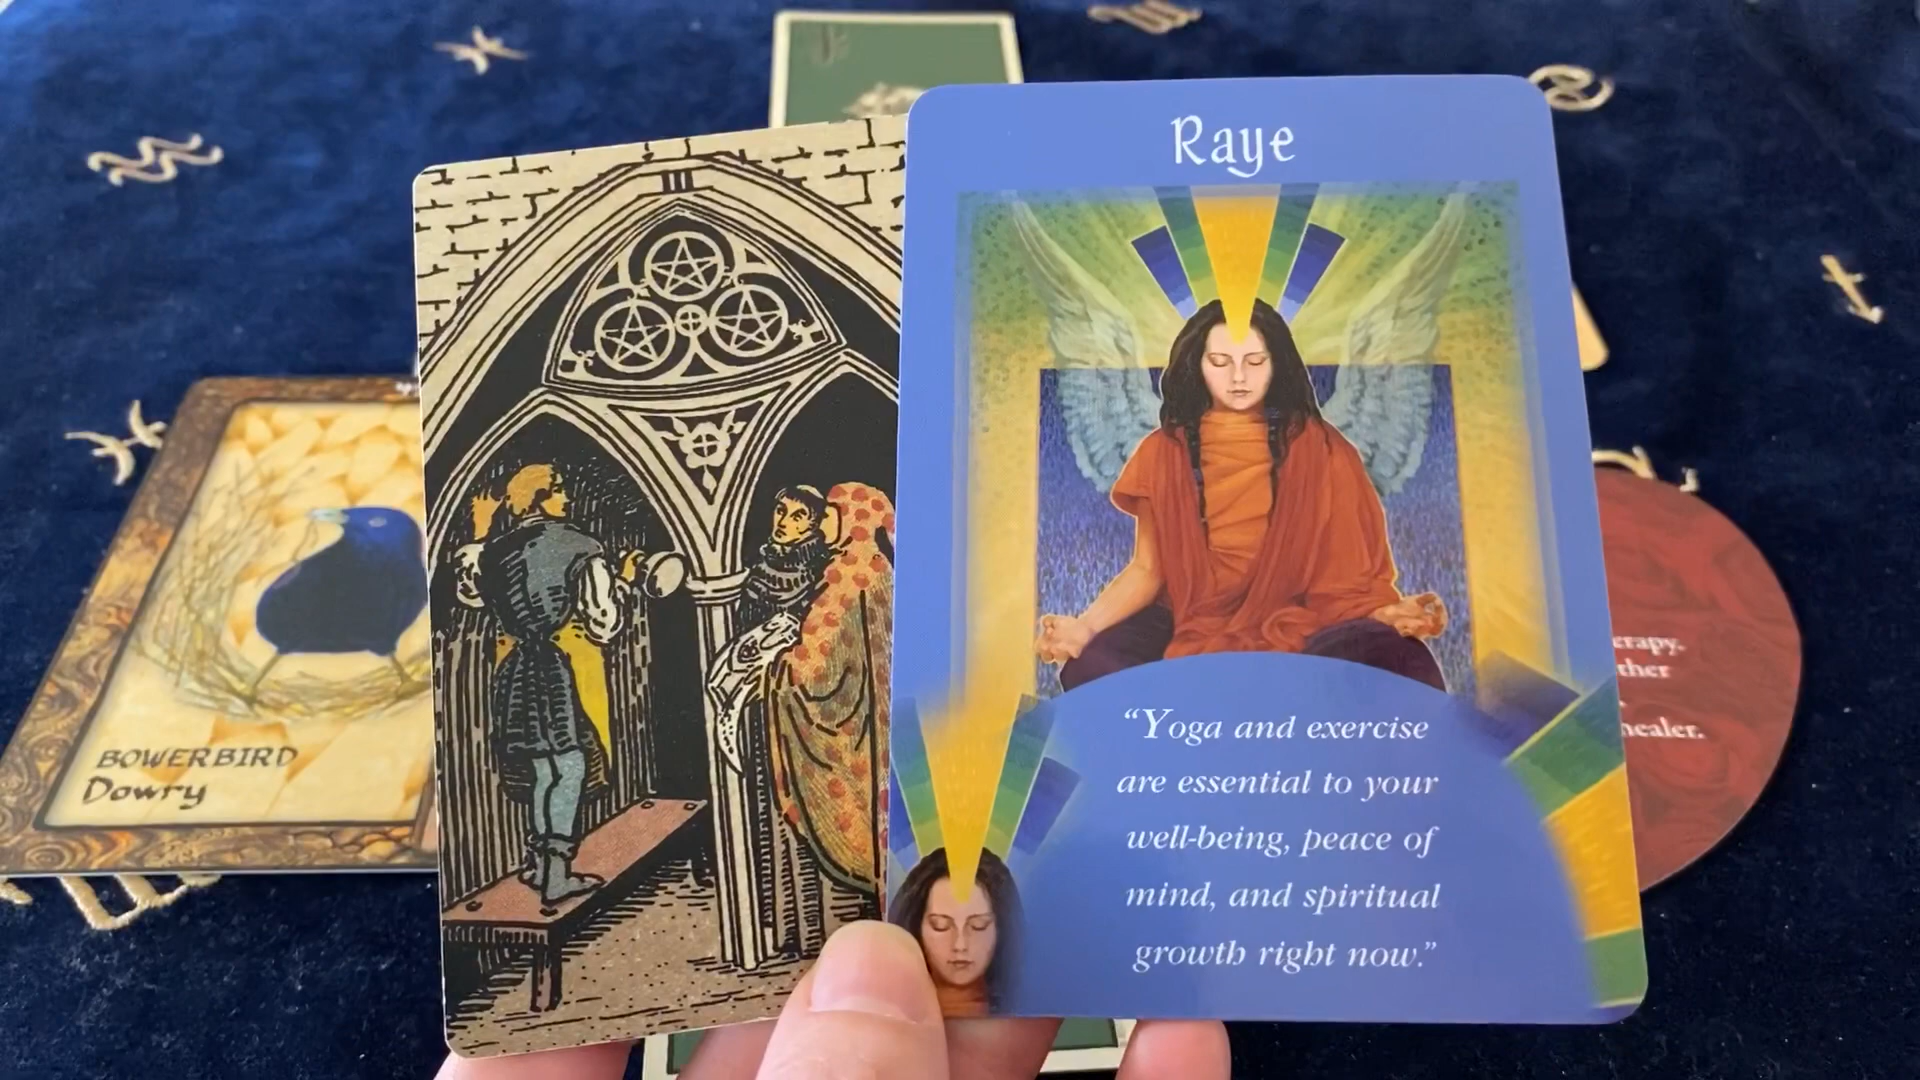 III
Raye
"Yoga and exercise
are essential to your
well-being, peace of
mind, and spiritual
growth right now."
BOWERBIRD
Dowry
healer.